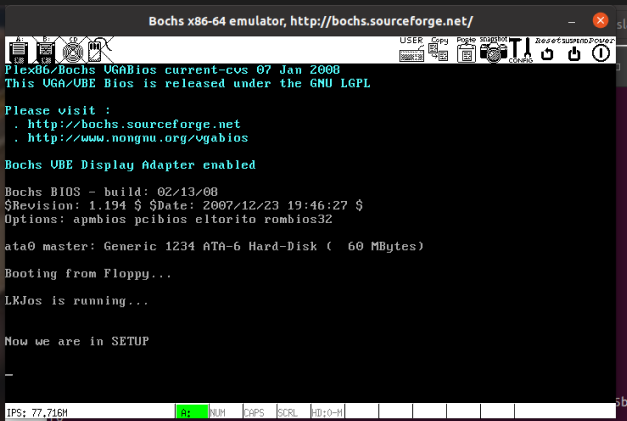 Bochs x86-64 emulator, http://bochs.sourceforge.net/
A: B: CD USER Copy Paste Snapshot CONFIG Reset SUSPEND Power
Plex86/Bochs VGABios current-cvs 07 Jan 2008
This VGA/VBE Bios is released under the GNU LGPL
Please visit :
. http://bochs.sourceforge.net
. http://www.nongnu.org/vgabios
Bochs VBE Display Adapter enabled
Bochs BIOS - build: 02/13/08
$Revision: 1.194 $ $Date: 2007/12/23 19:46:27 $
Options: apmbios pcibios eltorito rombios32
ata0 master: Generic 1234 ATA-6 Hard-Disk ( 60 MBytes)
Booting from Floppy...
LKJos is running...
Now we are in SETUP
_
IPS: 77.716M A: NUM CAPS SCRL HD:0-M